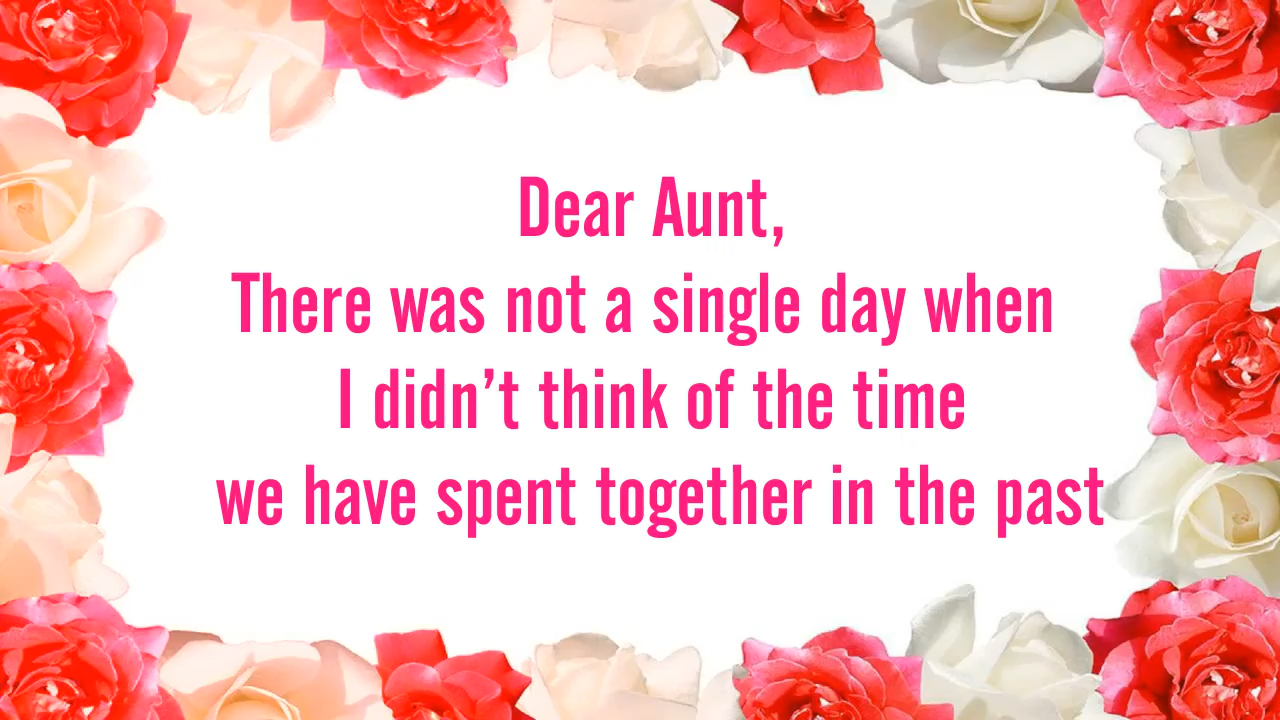 Dear Aunt,
There was not a single day when
I didn’t think of the time
we have spent together in the past